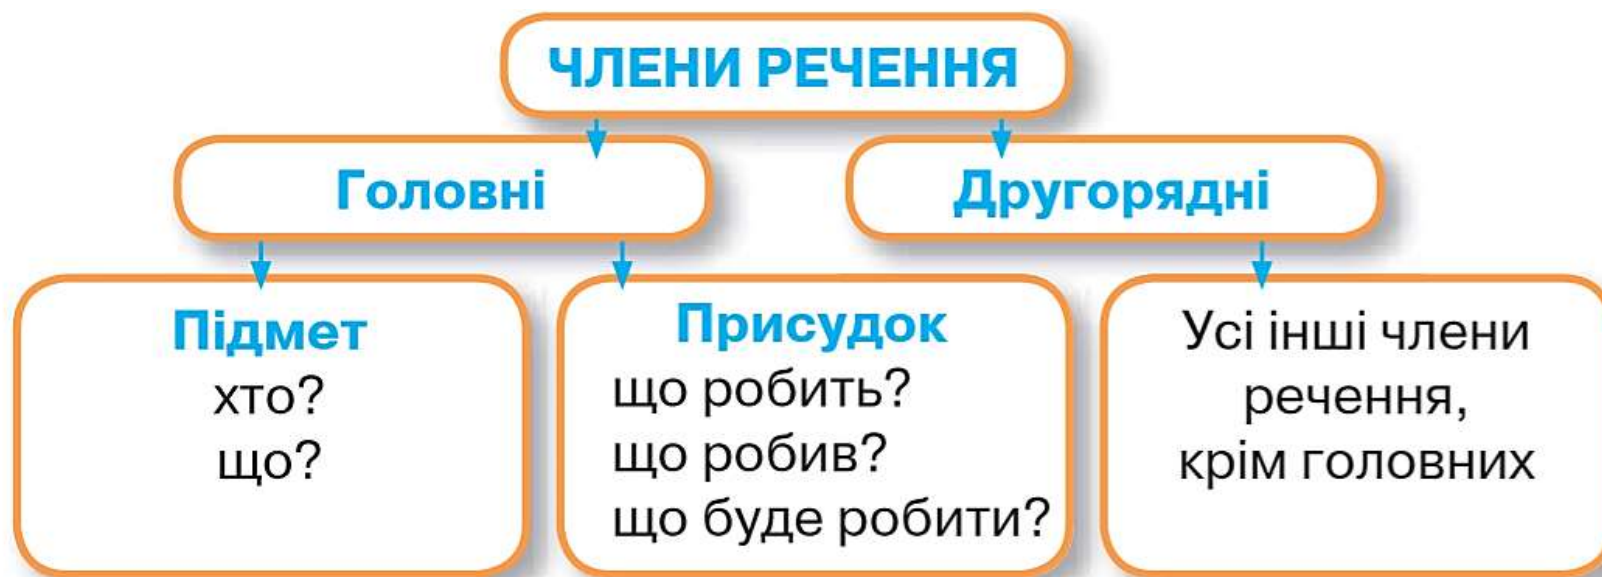 ЧЛЕНИ РЕЧЕННЯ
Головні
Другорядні
Підмет
хто?
що?
Присудок
що робить?
що робив?
що буде робити?
Усі інші члени
речення,
крім головних